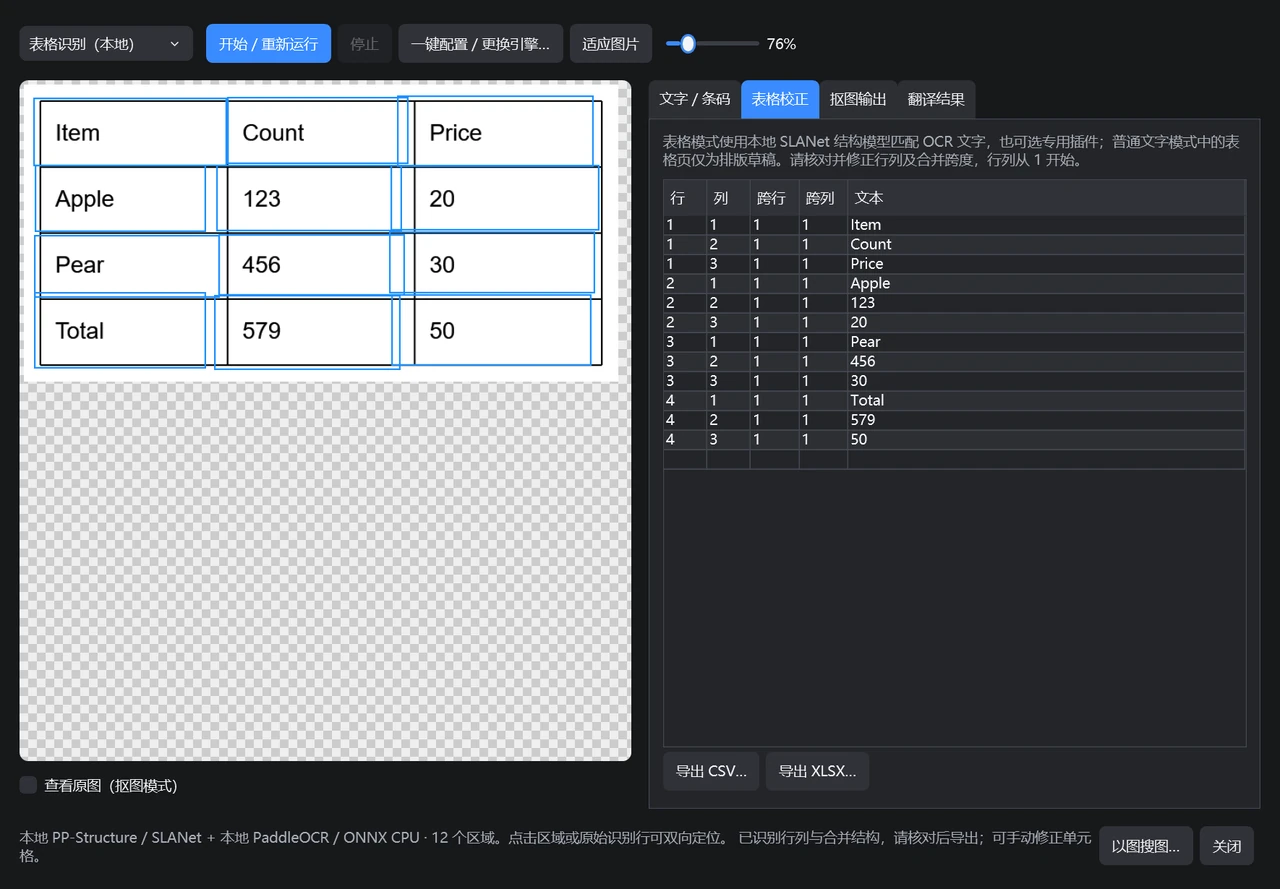 表格识别（本地） 开始 / 重新运行 停止 一键配置 / 更换引擎... 适应图片 76%
Item Count Price
Apple 123 20
Pear 456 30
Total 579 50
查看原图（抠图模式）
文字 / 条码 表格校正 抠图输出 翻译结果
表格模式使用本地 SLANet 结构模型匹配 OCR 文字，也可选专用插件；普通文字模式中的表
格页仅为排版草稿。请核对并修正行列及合并跨度，行列从 1 开始。
行 列 跨行 跨列 文本
1 1 1 1 Item
1 2 1 1 Count
1 3 1 1 Price
2 1 1 1 Apple
2 2 1 1 123
2 3 1 1 20
3 1 1 1 Pear
3 2 1 1 456
3 3 1 1 30
4 1 1 1 Total
4 2 1 1 579
4 3 1 1 50
导出 CSV... 导出 XLSX...
本地 PP-Structure / SLANet + 本地 PaddleOCR / ONNX CPU · 12 个区域。点击区域或原始识别行可双向定位。 已识别行列与合并结构，请核对后导出；可手动修正单元
格。
以图搜图... 关闭